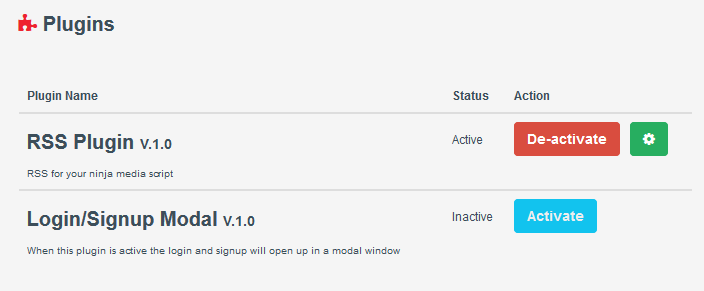 Plugins
Plugin Name Status Action
RSS Plugin V.1.0 Active De-activate
RSS for your ninja media script
Login/Signup Modal V.1.0 Inactive Activate
When this plugin is active the login and signup will open up in a modal window